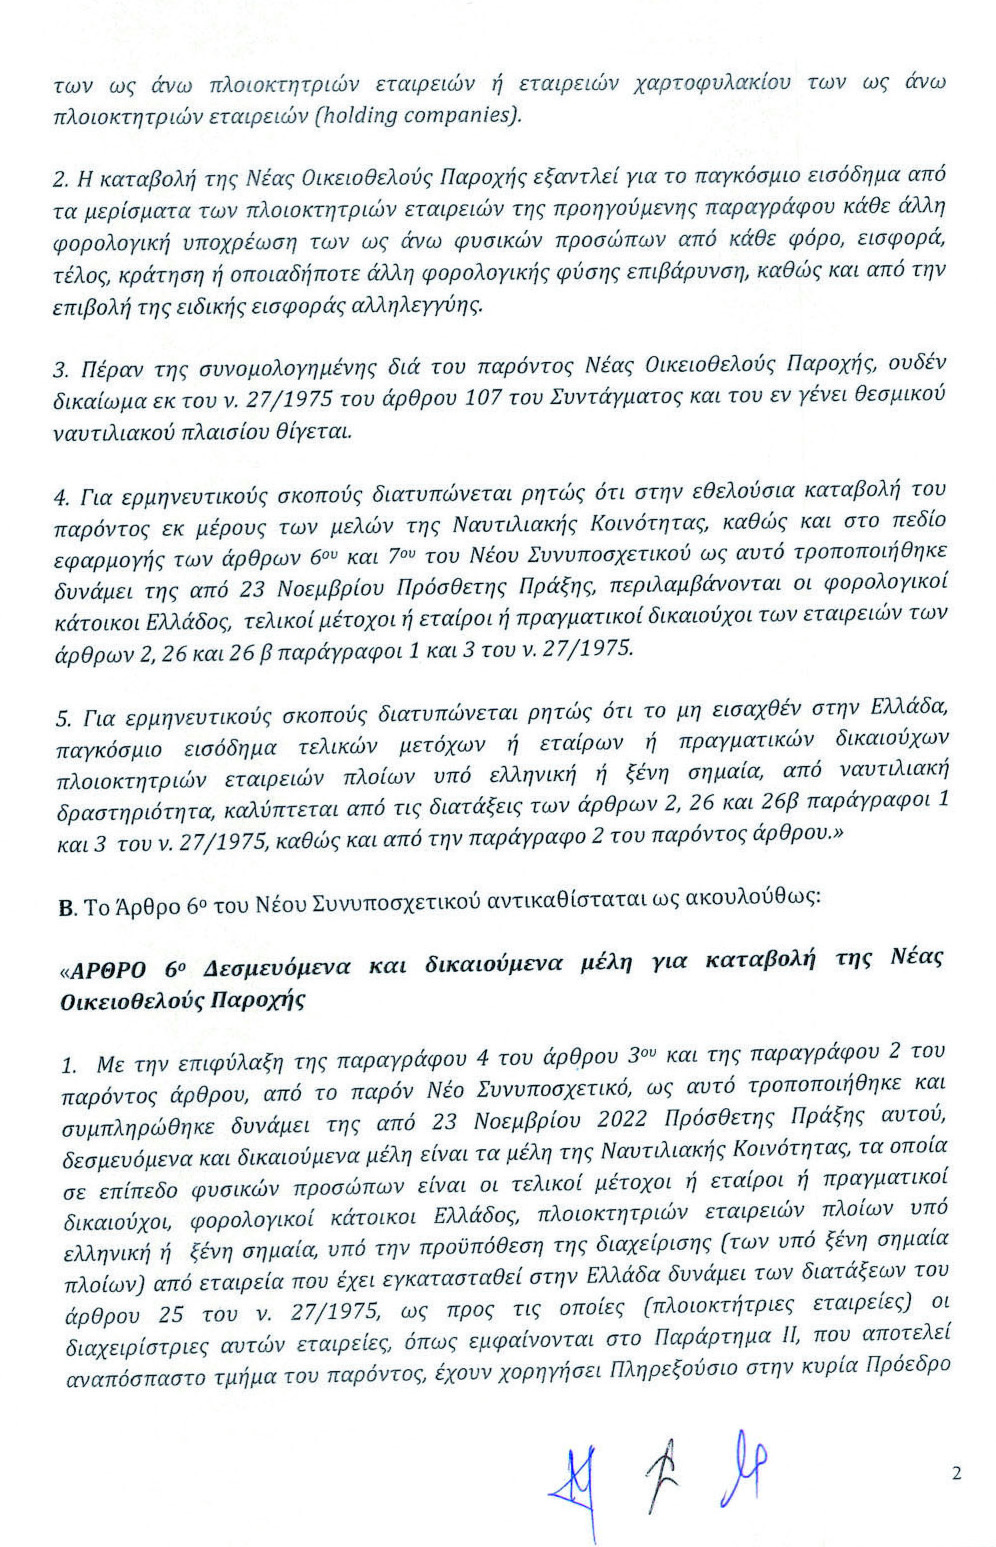 των ως άνω πλοιοκτητριών εταιρειών ή εταιρειών χαρτοφυλακίου των ως άνω
πλοιοκτητριών εταιρειών (holding companies).
2. Η καταβολή της Νέας Οικειοθελούς Παροχής εξαντλεί για το παγκόσμιο εισόδημα από
τα μερίσματα των πλοιοκτητριών εταιρειών της προηγούμενης παραγράφου κάθε άλλη
φορολογική υποχρέωση των ως άνω φυσικών προσώπων από κάθε φόρο, εισφορά,
τέλος, κράτηση ή οποιαδήποτε άλλη φορολογικής φύσης επιβάρυνση, καθώς και από την
επιβολή της ειδικής εισφοράς αλληλεγγύης.
3. Πέραν της συνομολογημένης διά του παρόντος Νέας Οικειοθελούς Παροχής, ουδέν
δικαίωμα εκ του ν. 27/1975 του άρθρου 107 του Συντάγματος και του εν γένει θεσμικού
ναυτιλιακού πλαισίου θίγεται.
4. Για ερμηνευτικούς σκοπούς διατυπώνεται ρητώς ότι στην εθελούσια καταβολή του
παρόντος εκ μέρους των μελών της Ναυτιλιακής Κοινότητας, καθώς και στο πεδίο
εφαρμογής των άρθρων 6ου και 7ου του Νέου Συνυποσχετικού ως αυτό τροποποιήθηκε
δυνάμει της από 23 Νοεμβρίου Πρόσθετης Πράξης, περιλαμβάνονται οι φορολογικοί
κάτοικοι Ελλάδος, τελικοί μέτοχοι ή εταίροι ή πραγματικοί δικαιούχοι των εταιρειών των
άρθρων 2, 26 και 26 β παράγραφοι 1 και 3 του ν. 27/1975.
5. Για ερμηνευτικούς σκοπούς διατυπώνεται ρητώς ότι το μη εισαχθέν στην Ελλάδα,
παγκόσμιο εισόδημα τελικών μετόχων ή εταίρων ή πραγματικών δικαιούχων
πλοιοκτητριών εταιρειών πλοίων υπό ελληνική ή ξένη σημαία, από ναυτιλιακή
δραστηριότητα, καλύπτεται από τις διατάξεις των άρθρων 2, 26 και 26β παράγραφοι 1
και 3 του ν. 27/1975, καθώς και από την παράγραφο 2 του παρόντος άρθρου.»
Β. Το Άρθρο 6ο του Νέου Συνυποσχετικού αντικαθίσταται ως ακουλούθως:
«ΑΡΘΡΟ 6ο Δεσμευόμενα και δικαιούμενα μέλη για καταβολή της Νέας
Οικειοθελούς Παροχής
1. Με την επιφύλαξη της παραγράφου 4 του άρθρου 3ου και της παραγράφου 2 του
παρόντος άρθρου, από το παρόν Νέο Συνυποσχετικό, ως αυτό τροποποιήθηκε και
συμπληρώθηκε δυνάμει της από 23 Νοεμβρίου 2022 Πρόσθετης Πράξης αυτού,
δεσμευόμενα και δικαιούμενα μέλη είναι τα μέλη της Ναυτιλιακής Κοινότητας, τα οποία
σε επίπεδο φυσικών προσώπων είναι οι τελικοί μέτοχοι ή εταίροι ή πραγματικοί
δικαιούχοι, φορολογικοί κάτοικοι Ελλάδος, πλοιοκτητριών εταιρειών πλοίων υπό
ελληνική ή ξένη σημαία, υπό την προϋπόθεση της διαχείρισης (των υπό ξένη σημαία
πλοίων) από εταιρεία που έχει εγκατασταθεί στην Ελλάδα δυνάμει των διατάξεων του
άρθρου 25 του ν. 27/1975, ως προς τις οποίες (πλοιοκτήτριες εταιρείες) οι
διαχειρίστριες αυτών εταιρείες, όπως εμφαίνονται στο Παράρτημα ΙΙ, που αποτελεί
αναπόσπαστο τμήμα του παρόντος, έχουν χορηγήσει Πληρεξούσιο στην κυρία Πρόεδρο
2